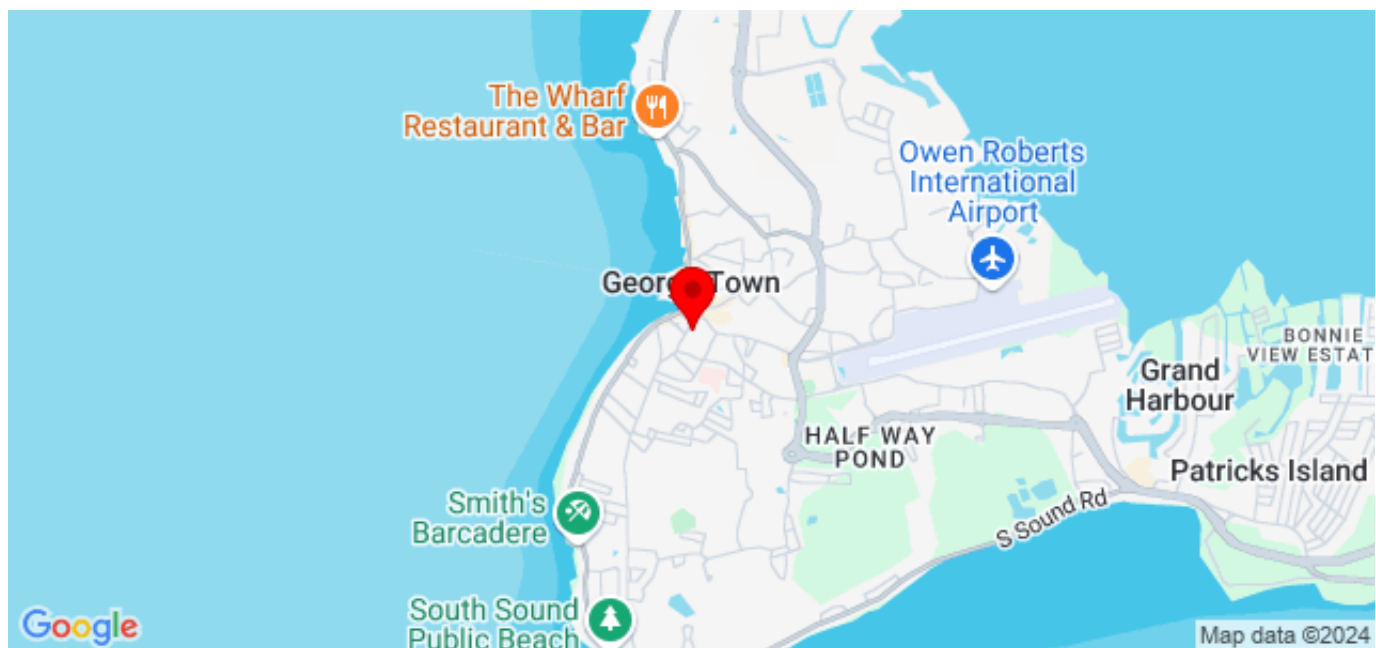 The Wharf
Restaurant & Bar
Owen Roberts
International
Airport
George Town
BONNIE
VIEW ESTAT
Grand
Harbour
HALF WAY
POND
Patricks Island
Smith's
Barcadere
S Sound Rd
South Sound
Public Beach
Google
Map data ©2024